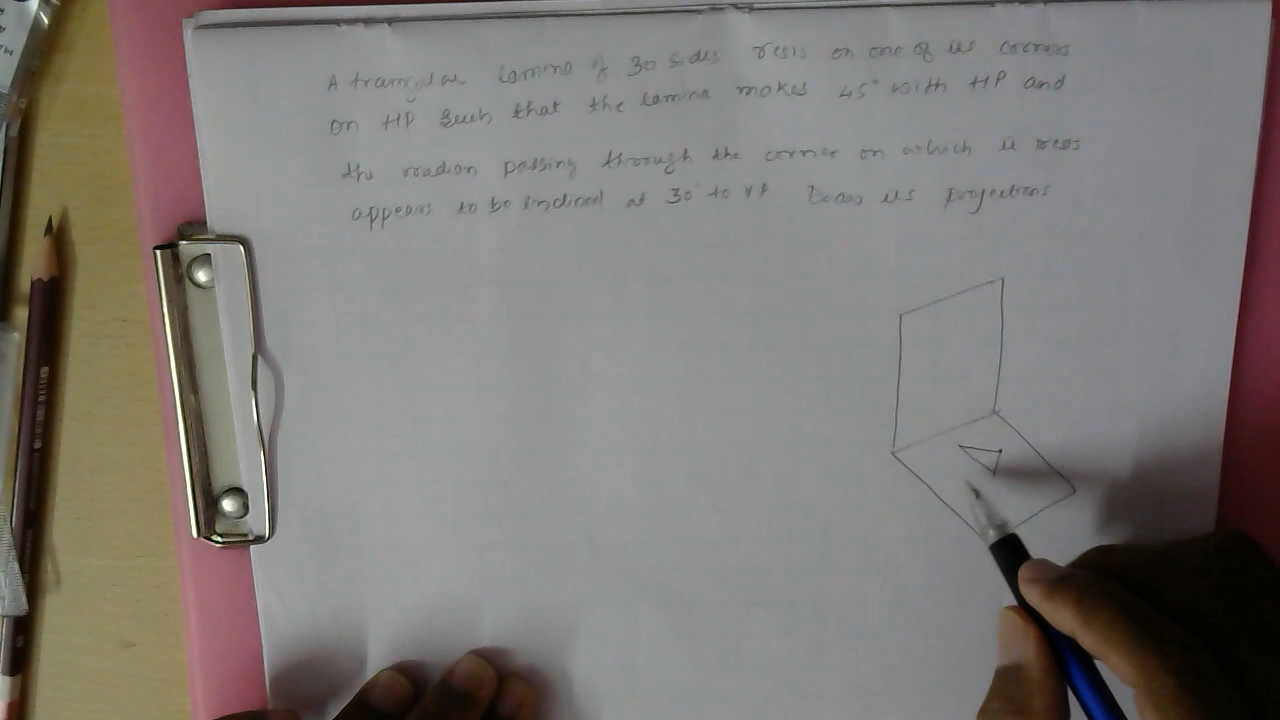 A triangular lamina of 30 sides rests on one of its corners
on HP such that the lamina makes 45° with HP and
the median passing through the corner on which it rests
appears to be inclined at 30° to VP Draw its projections